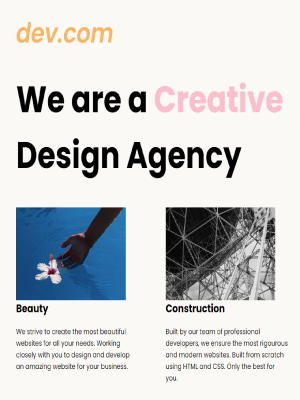 dev.com
We are a Creative
Design Agency
Beauty
We strive to create the most beautiful
websites for all your needs. Working
closely with you to design and develop
an amazing website for your business.
Construction
Built by our team of professional
developers, we ensure the most rigourous
and modern websites. Built from scratch
using HTML and CSS. Only the best for
you.